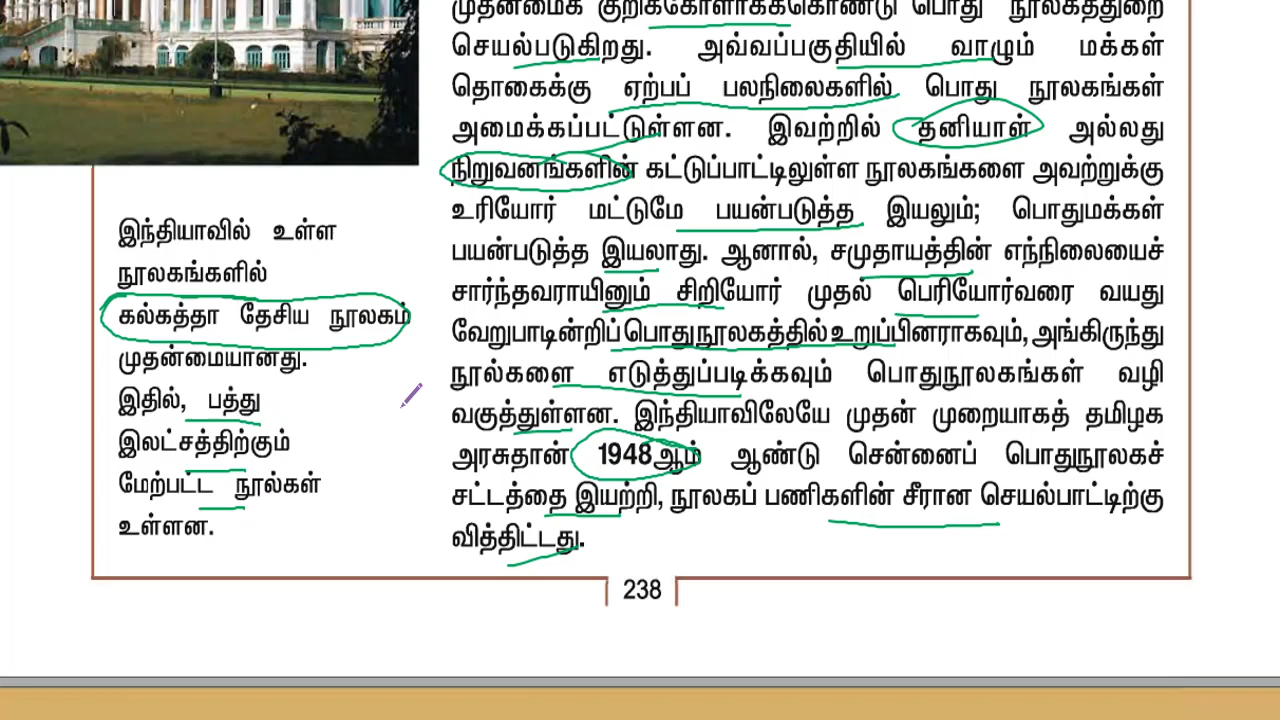 முதன்மைக் குறிக்கோளாகக்கொண்டு பொது நூலகத்துறை
செயல்படுகிறது. அவ்வப்பகுதியில் வாழும் மக்கள்
தொகைக்கு ஏற்பப் பலநிலைகளில் பொது நூலகங்கள்
அமைக்கப்பட்டுள்ளன. இவற்றில் தனியாள் அல்லது
நிறுவனங்களின் கட்டுப்பாட்டிலுள்ள நூலகங்களை அவற்றுக்கு
உரியோர் மட்டுமே பயன்படுத்த இயலும்; பொதுமக்கள்
பயன்படுத்த இயலாது. ஆனால், சமுதாயத்தின் எந்நிலையைச்
சார்ந்தவராயினும் சிறியோர் முதல் பெரியோர்வரை வயது
வேறுபாடின்றிப் பொதுநூலகத்தில் உறுப்பினராகவும், அங்கிருந்து
நூல்களை எடுத்துப்படிக்கவும் பொதுநூலகங்கள் வழி
வகுத்துள்ளன. இந்தியாவிலேயே முதன் முறையாகத் தமிழக
அரசுதான் 1948ஆம் ஆண்டு சென்னைப் பொதுநூலகச்
சட்டத்தை இயற்றி, நூலகப் பணிகளின் சீரான செயல்பாட்டிற்கு
வித்திட்டது.
இந்தியாவில் உள்ள
நூலகங்களில்
கல்கத்தா தேசிய நூலகம்
முதன்மையானது.
இதில், பத்து
இலட்சத்திற்கும்
மேற்பட்ட நூல்கள்
உள்ளன.
238